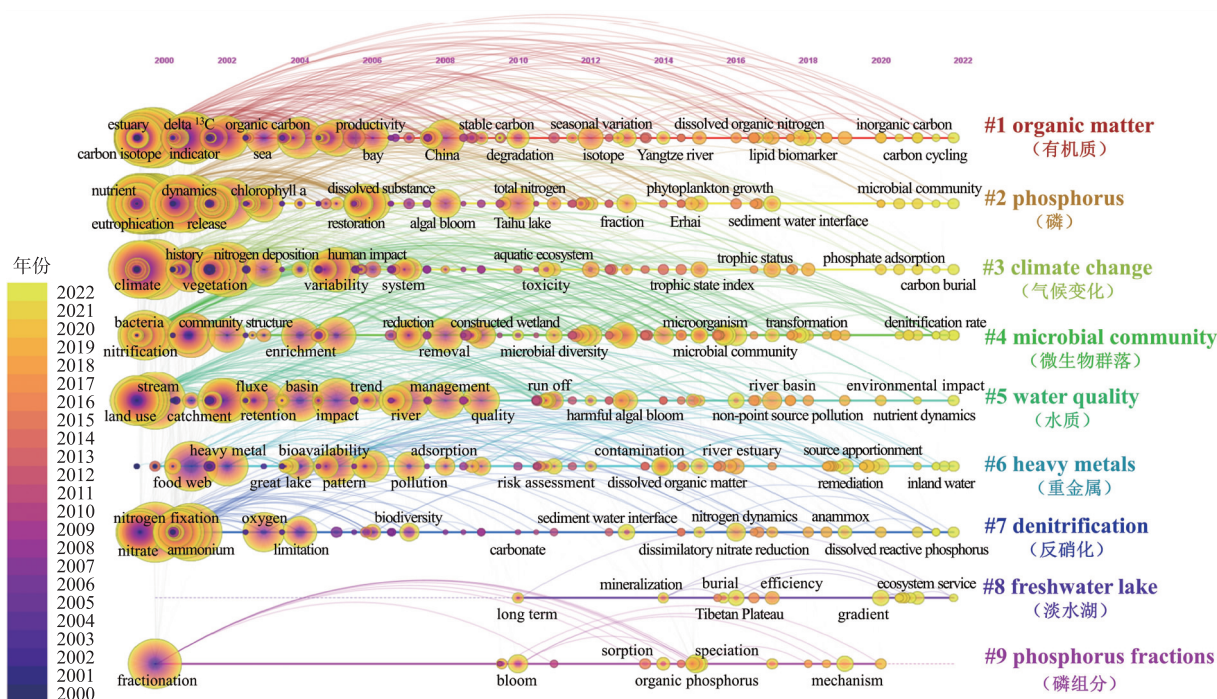 2000 2002 2004 2006 2008 2010 2012 2014 2016 2018 2020 2022
estuary delta ¹³C organic carbon productivity stable carbon seasonal variation dissolved organic nitrogen inorganic carbon
#1 organic matter
carbon isotope indicator sea bay China degradation isotope Yangtze river lipid biomarker carbon cycling
（有机质）
nutrient dynamics chlorophyll a dissolved substance total nitrogen phytoplankton growth microbial community
#2 phosphorus
eutrophication release restoration algal bloom Taihu lake fraction Erhai sediment water interface
（磷）
history nitrogen deposition human impact aquatic ecosystem trophic status phosphate adsorption
#3 climate change
climate vegetation variability system toxicity trophic state index carbon burial
（气候变化）
bacteria community structure reduction constructed wetland microorganism transformation denitrification rate
#4 microbial community
nitrification enrichment removal microbial diversity microbial community
（微生物群落）
stream fluxe basin trend management run off river basin environmental impact
#5 water quality
land use catchment retention impact river quality harmful algal bloom non-point source pollution nutrient dynamics
（水质）
heavy metal bioavailability adsorption contamination river estuary source apportionment
#6 heavy metals
food web great lake pattern pollution risk assessment dissolved organic matter remediation inland water
（重金属）
nitrogen fixation oxygen biodiversity sediment water interface nitrogen dynamics anammox
#7 denitrification
nitrate ammonium limitation carbonate dissimilatory nitrate reduction dissolved reactive phosphorus
（反硝化）
mineralization burial efficiency ecosystem service
#8 freshwater lake
long term Tibetan Plateau gradient
（淡水湖）
sorption speciation
#9 phosphorus fractions
fractionation bloom organic phosphorus mechanism
（磷组分）
年份
2022
2021
2020
2019
2018
2017
2016
2015
2014
2013
2012
2011
2010
2009
2008
2007
2006
2005
2004
2003
2002
2001
2000